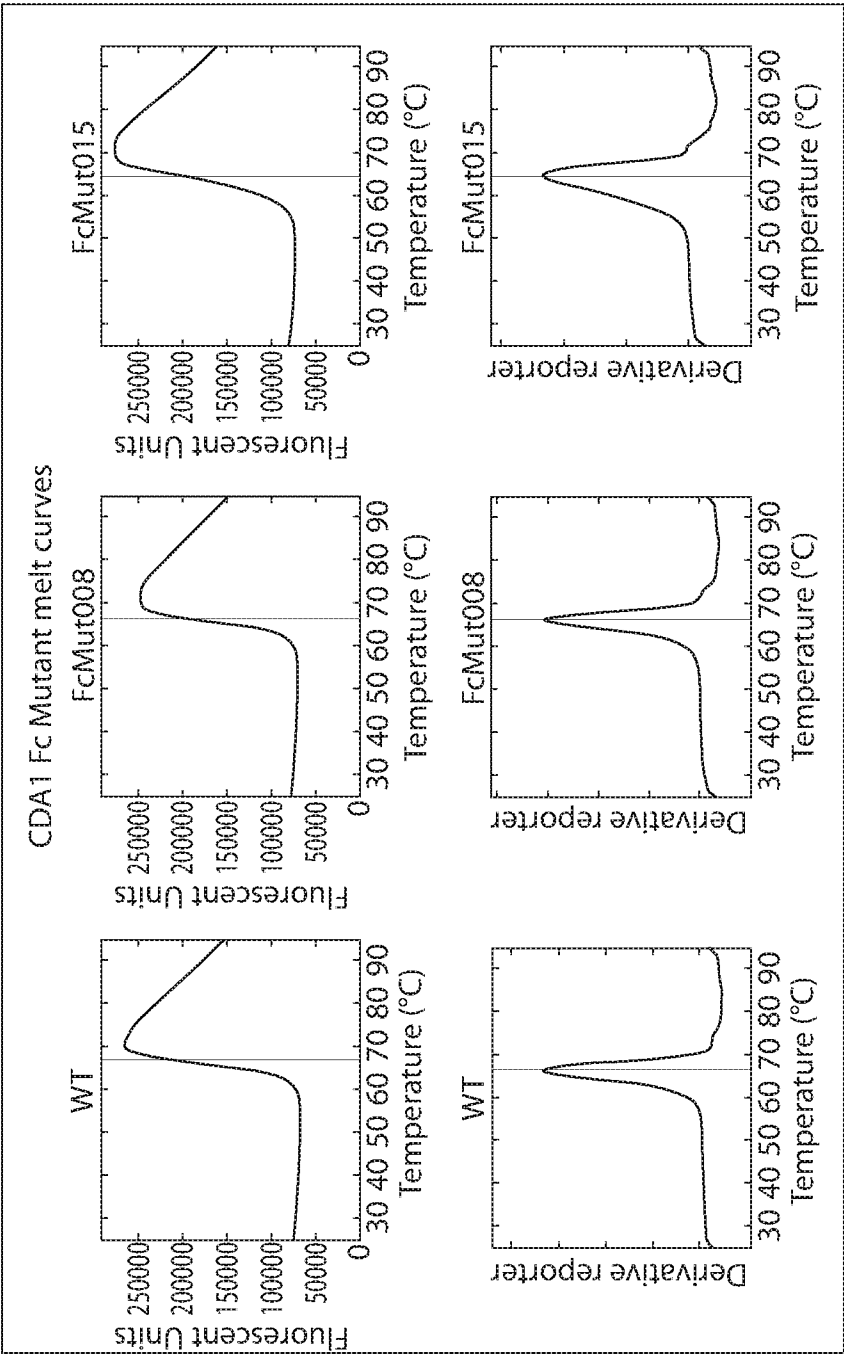 CDA1 Fc Mutant melt curves
WT
Fluorescent Units
250000
200000
150000
100000
50000
0
30 40 50 60 70 80 90
Temperature (°C)
FcMut008
Fluorescent Units
250000
200000
150000
100000
50000
0
30 40 50 60 70 80 90
Temperature (°C)
FcMut015
Fluorescent Units
250000
200000
150000
100000
50000
0
30 40 50 60 70 80 90
Temperature (°C)
WT
Derivative reporter
30 40 50 60 70 80 90
Temperature (°C)
FcMut008
Derivative reporter
30 40 50 60 70 80 90
Temperature (°C)
FcMut015
Derivative reporter
30 40 50 60 70 80 90
Temperature (°C)